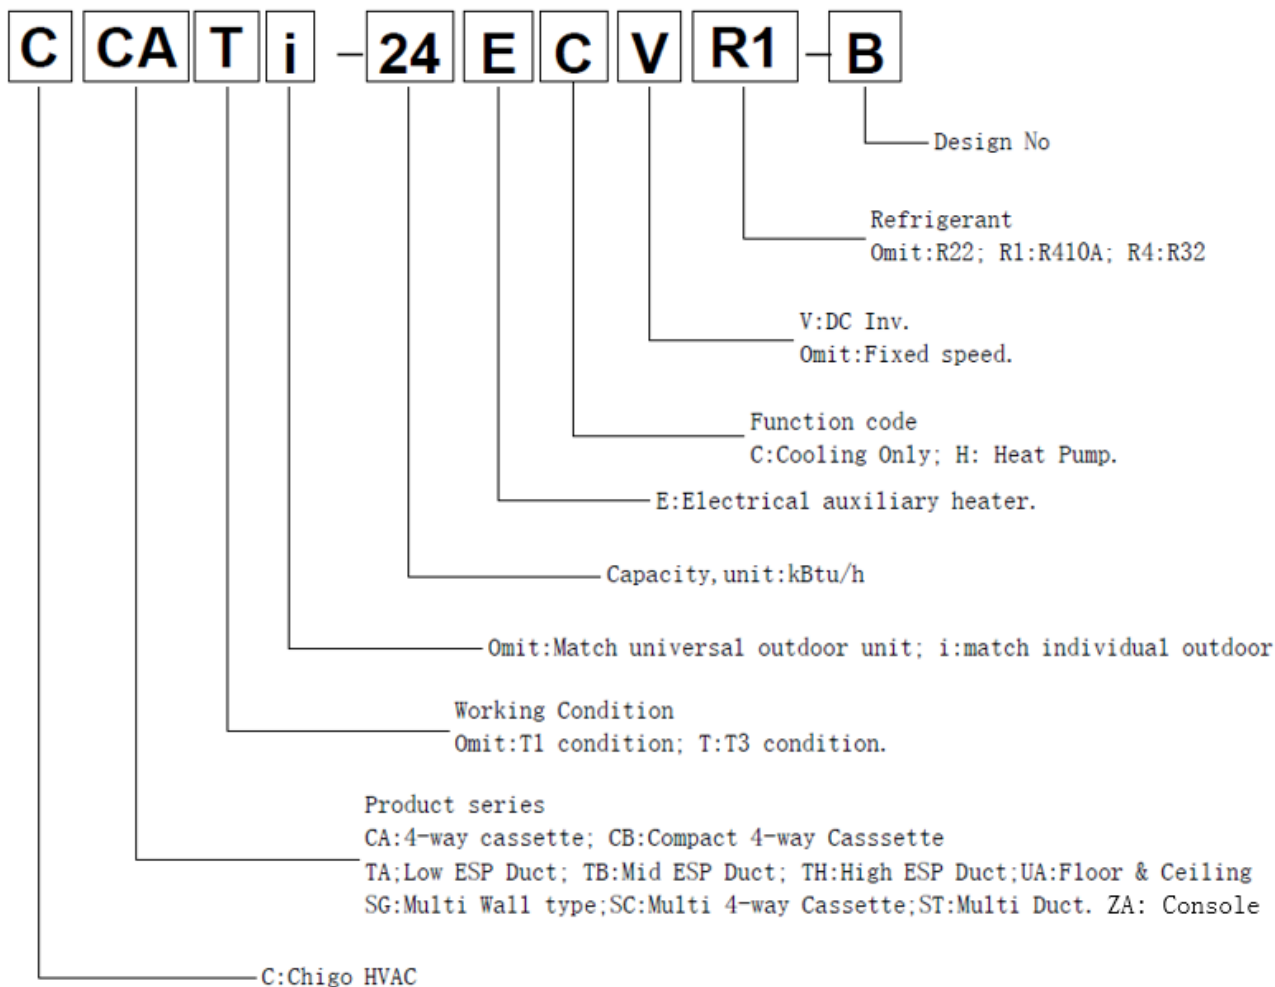 C CA T i -24 E C V R1 -B
Design No
Refrigerant
Omit:R22; R1:R410A; R4:R32
V:DC Inv.
Omit:Fixed speed.
Function code
C:Cooling Only; H: Heat Pump.
E:Electrical auxiliary heater.
Capacity,unit:kBtu/h
Omit:Match universal outdoor unit; i:match individual outdoor
Working Condition
Omit:T1 condition; T:T3 condition.
Product series
CA:4-way cassette; CB:Compact 4-way Casssette
TA;Low ESP Duct; TB:Mid ESP Duct; TH:High ESP Duct;UA:Floor & Ceiling
SG:Multi Wall type;SC:Multi 4-way Cassette;ST:Multi Duct. ZA: Console
C:Chigo HVAC